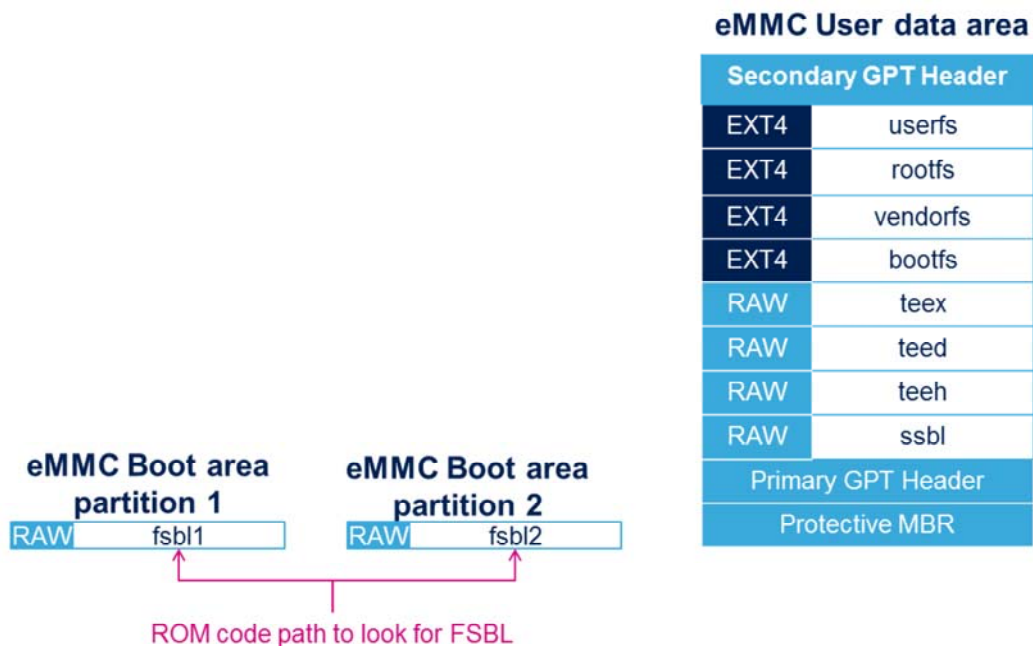 eMMC User data area
Secondary GPT Header
EXT4 userfs
EXT4 rootfs
EXT4 vendorfs
EXT4 bootfs
RAW teex
RAW teed
RAW teeh
RAW ssbl
Primary GPT Header
Protective MBR
eMMC Boot area
partition 1
RAW fsbl1
eMMC Boot area
partition 2
RAW fsbl2
ROM code path to look for FSBL